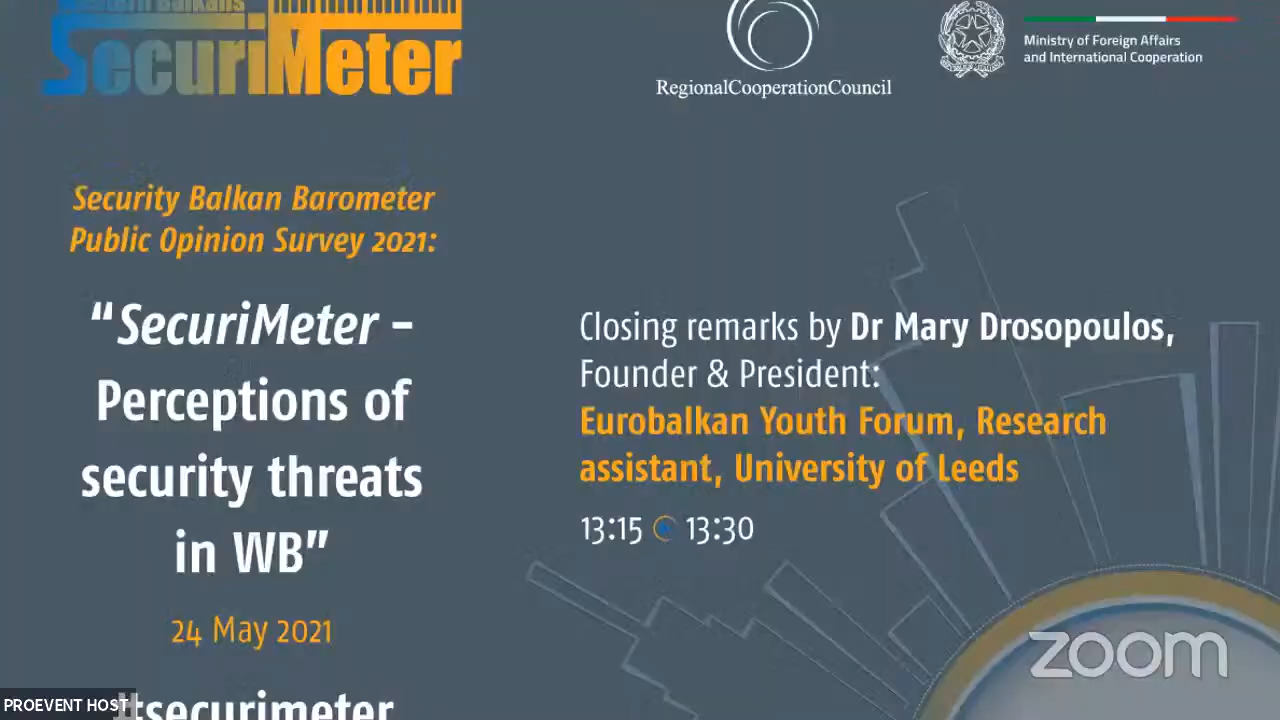 SecuriMeter
RegionalCooperationCouncil
Ministry of Foreign Affairs
and International Cooperation
Security Balkan Barometer
Public Opinion Survey 2021:
“SecuriMeter –
Perceptions of
security threats
in WB”
24 May 2021
#securimeter
Closing remarks by Dr Mary Drosopoulos,
Founder & President:
Eurobalkan Youth Forum, Research
assistant, University of Leeds
13:15 13:30
zoom
PROEVENT HOST